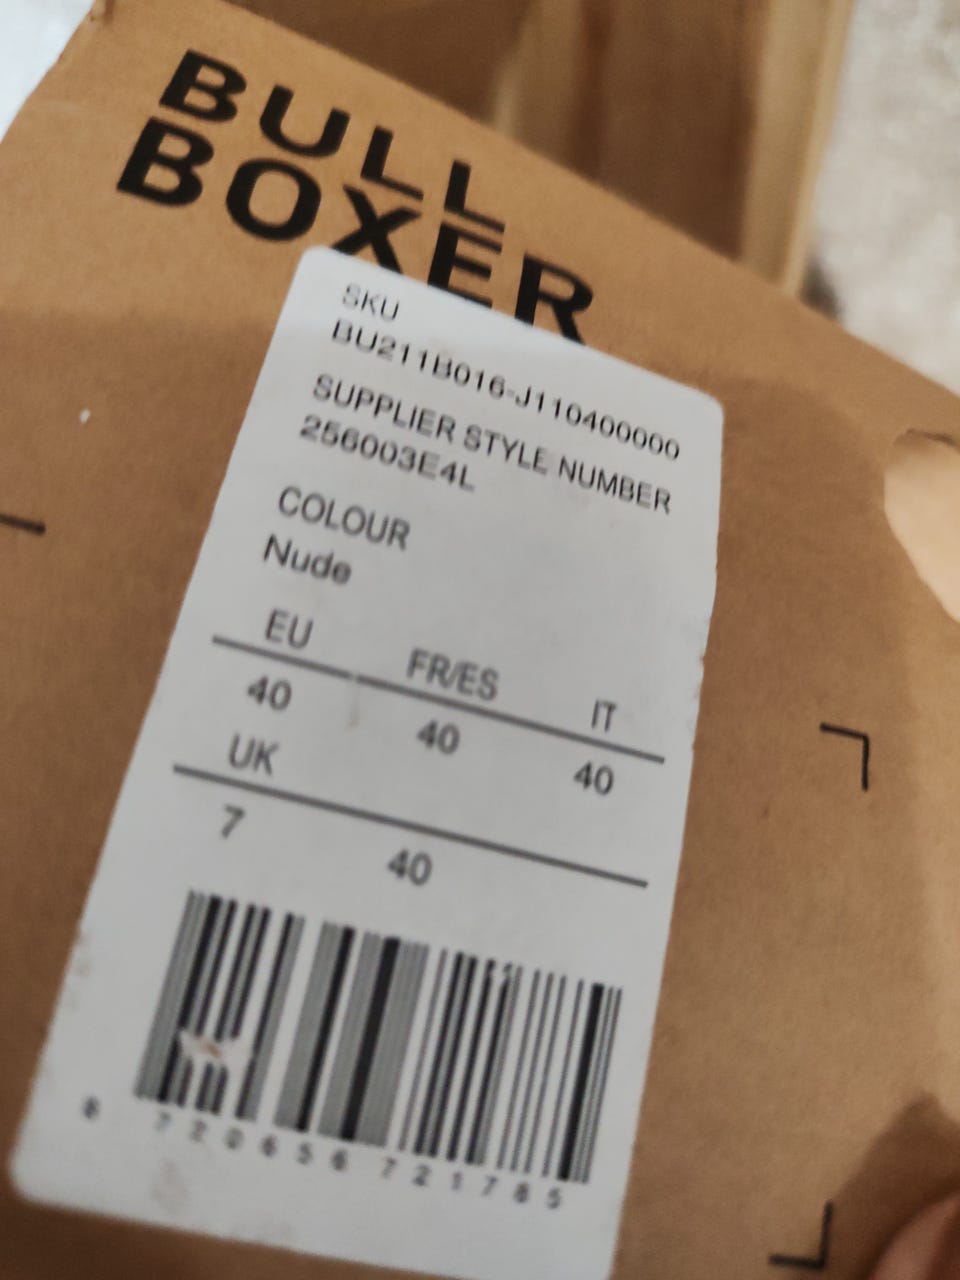 BULL
BOXER
SKU
BU211B016-J110400000
SUPPLIER STYLE NUMBER
256003E4L
COLOUR
Nude
EU FR/ES IT
40 40 40
UK
7 40
8 720656 721785